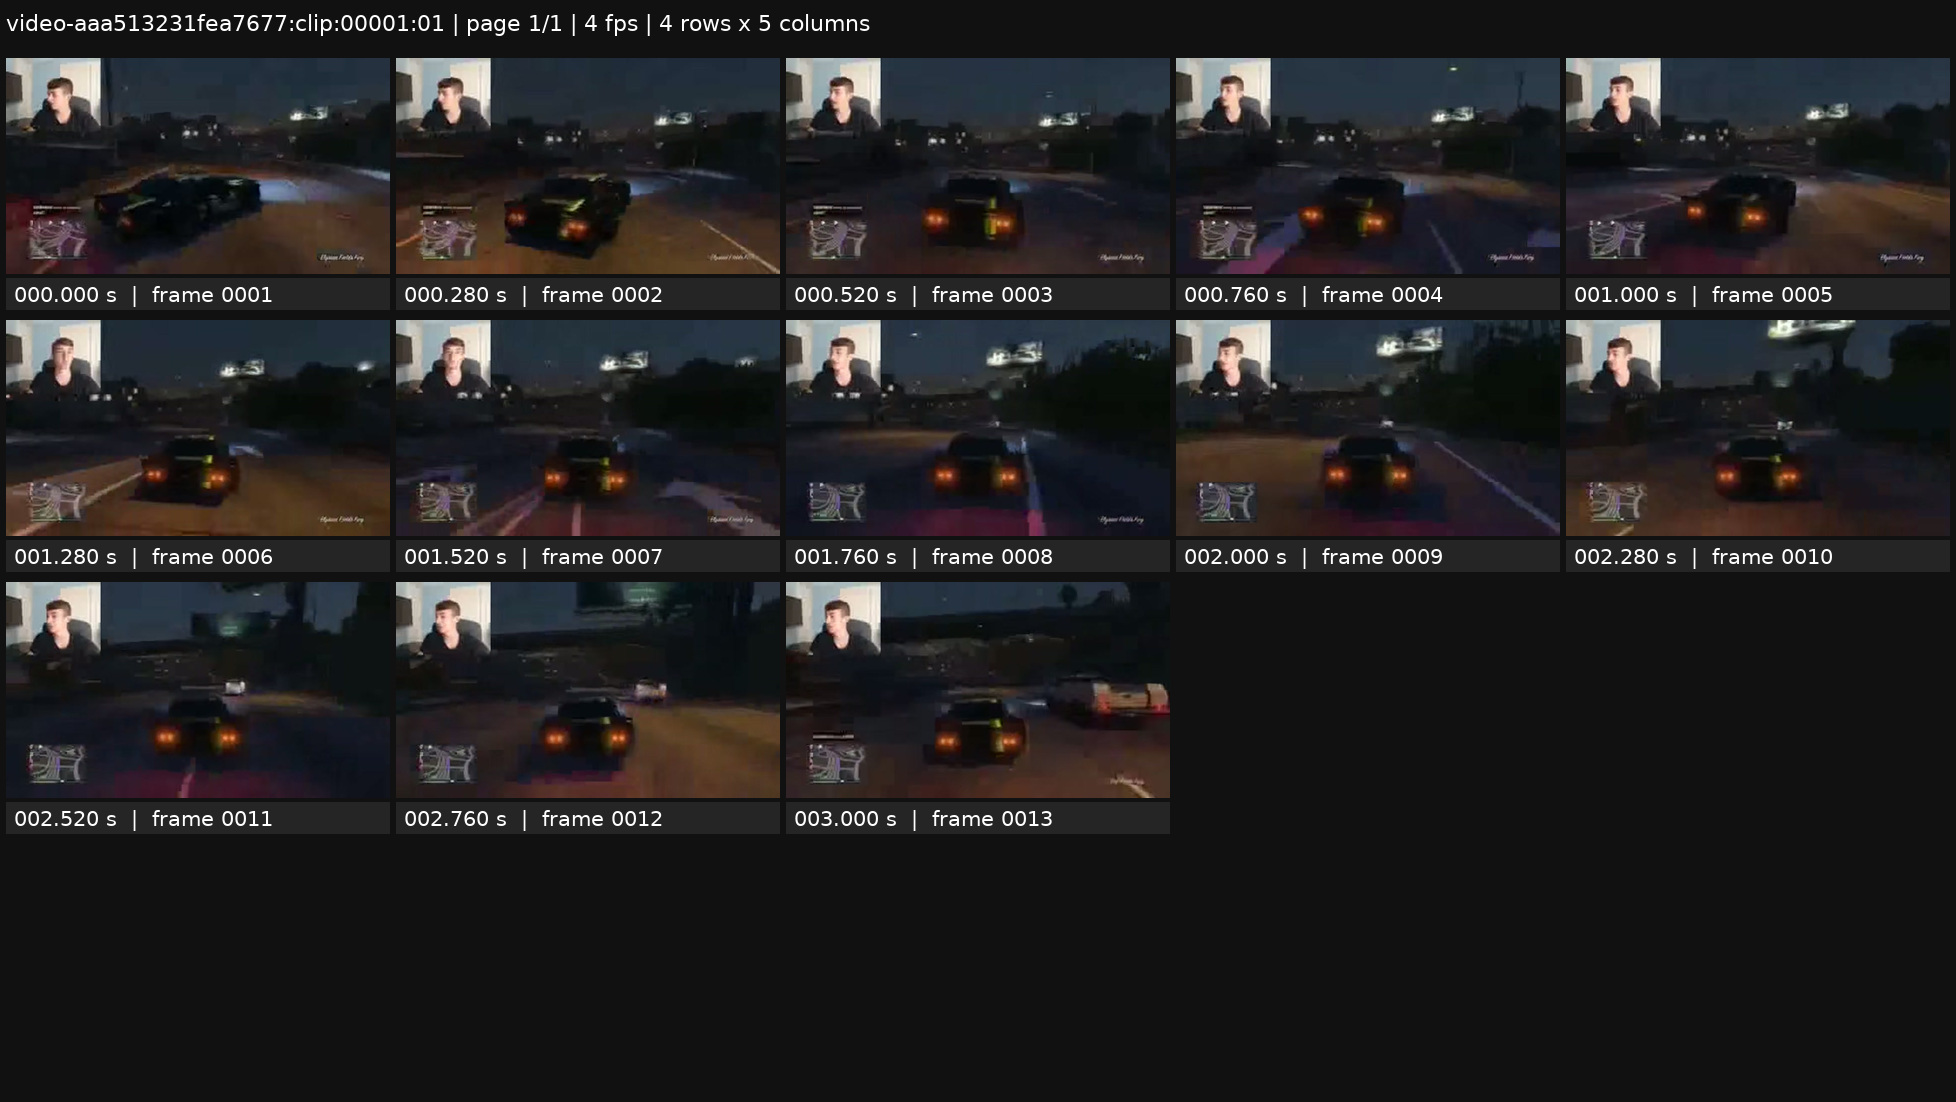 video-aaa513231fea7677:clip:00001:01 | page 1/1 | 4 fps | 4 rows x 5 columns
000.000 s | frame 0001
000.280 s | frame 0002
000.520 s | frame 0003
000.760 s | frame 0004
001.000 s | frame 0005
001.280 s | frame 0006
001.520 s | frame 0007
001.760 s | frame 0008
002.000 s | frame 0009
002.280 s | frame 0010
002.520 s | frame 0011
002.760 s | frame 0012
003.000 s | frame 0013